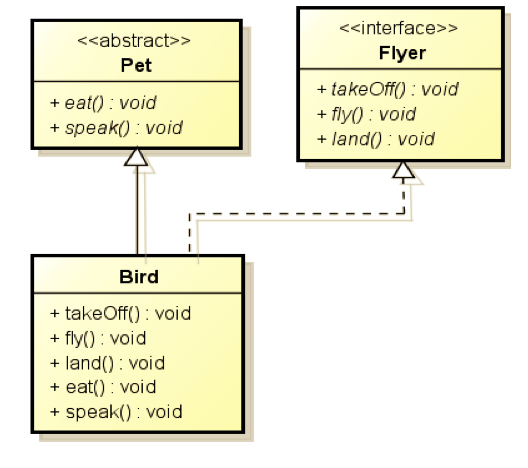 <<abstract>>
Pet
+ eat() : void
+ speak() : void
<<interface>>
Flyer
+ takeOff() : void
+ fly() : void
+ land() : void
Bird
+ takeOff() : void
+ fly() : void
+ land() : void
+ eat() : void
+ speak() : void